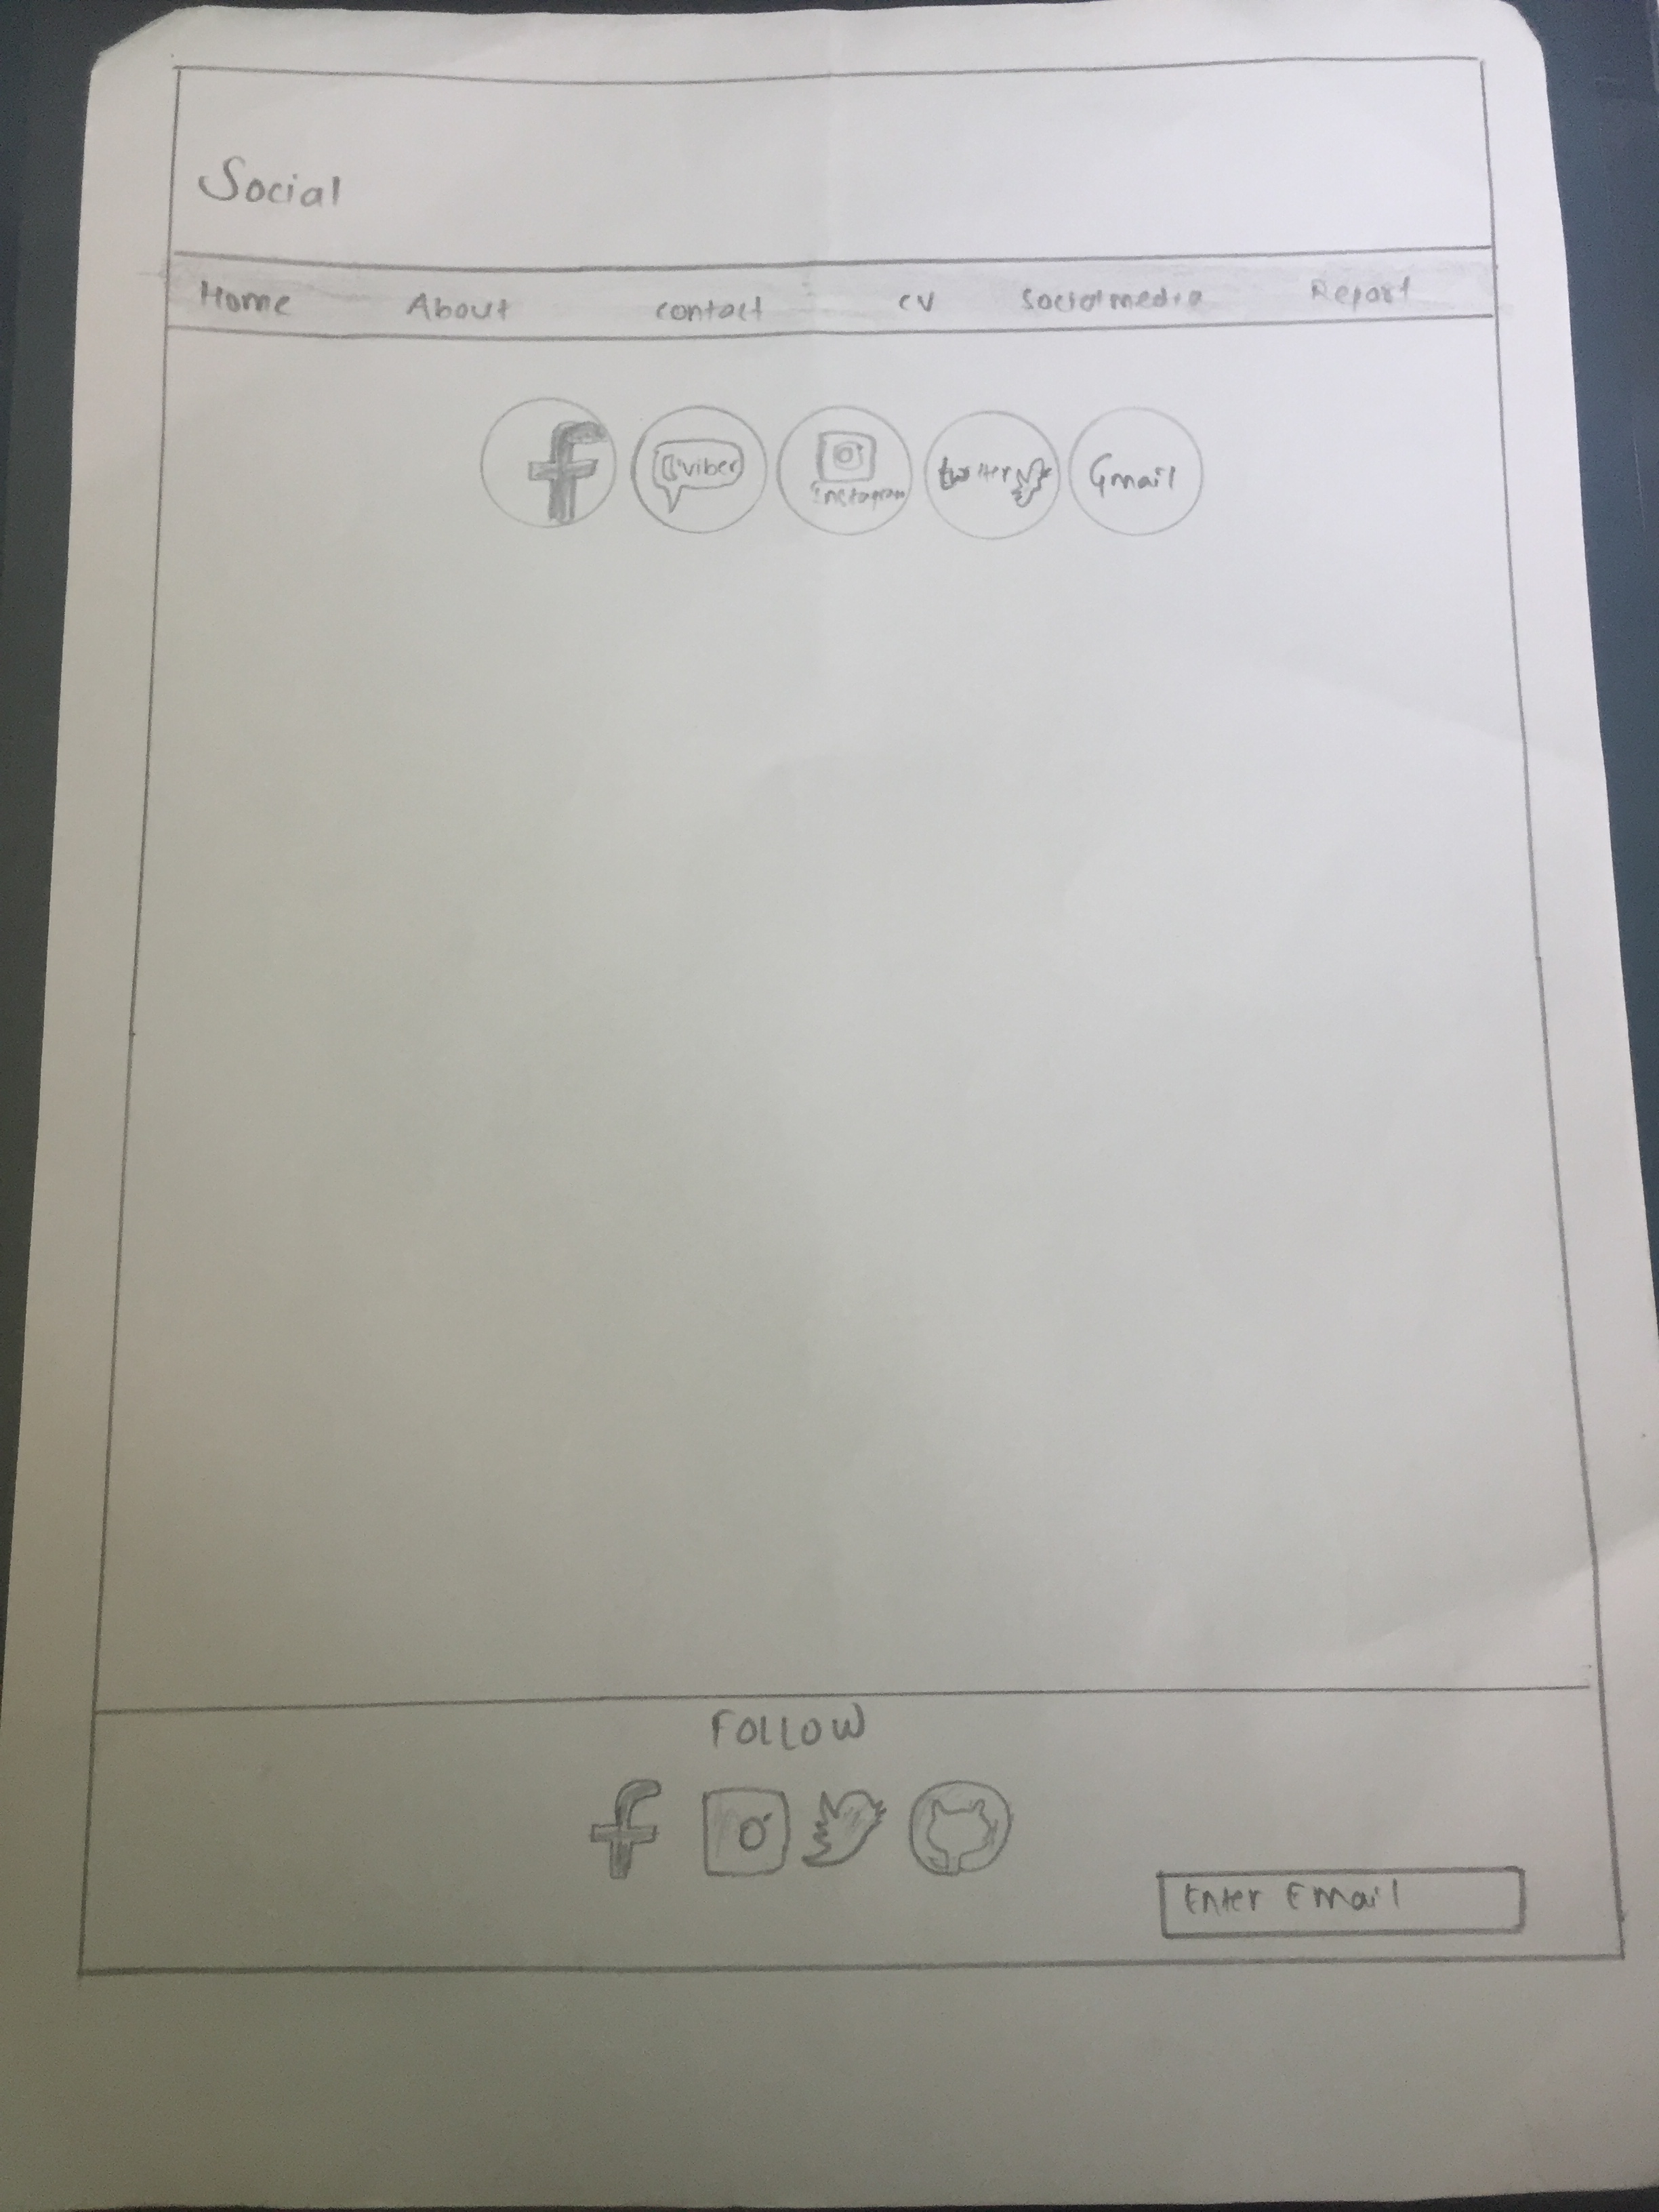 Social
Home About contact CV Socialmedia Report
f viber Instagram twitter Gmail
FOLLOW
f
Enter Email